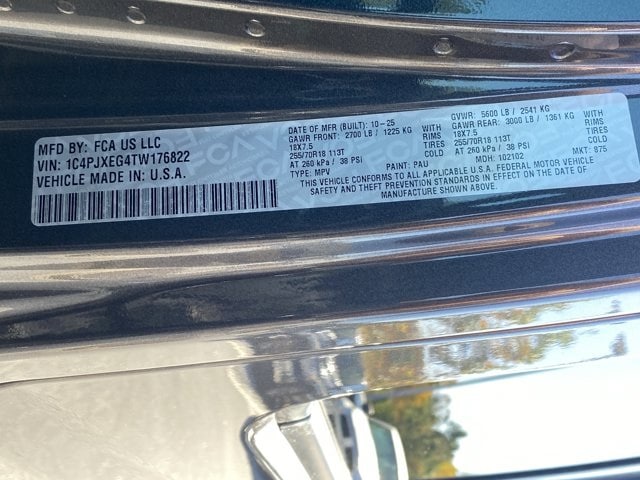 MFD BY: FCA US LLC
VIN: 1C4PJXEG4TW176822
VEHICLE MADE IN: U.S.A.
DATE OF MFR (BUILT): 10-25
GAWR FRONT: 2700 LB / 1225 KG WITH
18X7.5 RIMS
255/70R18 113T TIRES
AT 260 kPa / 38 PSI
TYPE: MPV PAINT: PAU
GVWR: 5600 LB / 2541 KG
GAWR REAR: 3000 LB / 1361 KG WITH
18X7.5 RIMS
255/70R18 113T TIRES
AT 260 kPa / 38 PSI
MDH: 102102 MKT: 875
THIS VEHICLE CONFORMS TO ALL APPLICABLE U.S.A. FEDERAL MOTOR VEHICLE
SAFETY AND THEFT PREVENTION STANDARDS IN EFFECT ON THE DATE OF
MANUFACTURE SHOWN ABOVE.